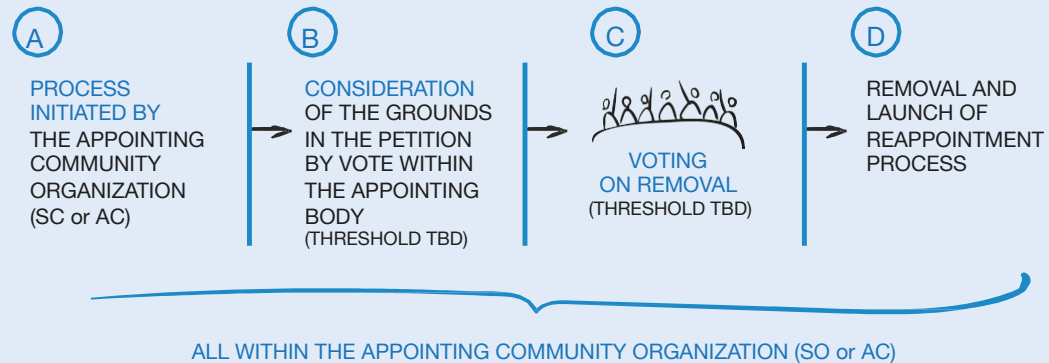 A
PROCESS
INITIATED BY
THE APPOINTING
COMMUNITY
ORGANIZATION
(SC or AC)
B
CONSIDERATION
OF THE GROUNDS
IN THE PETITION
BY VOTE WITHIN
THE APPOINTING
BODY
(THRESHOLD TBD)
C
VOTING
ON REMOVAL
(THRESHOLD TBD)
D
REMOVAL AND
LAUNCH OF
REAPPOINTMENT
PROCESS
ALL WITHIN THE APPOINTING COMMUNITY ORGANIZATION (SO or AC)